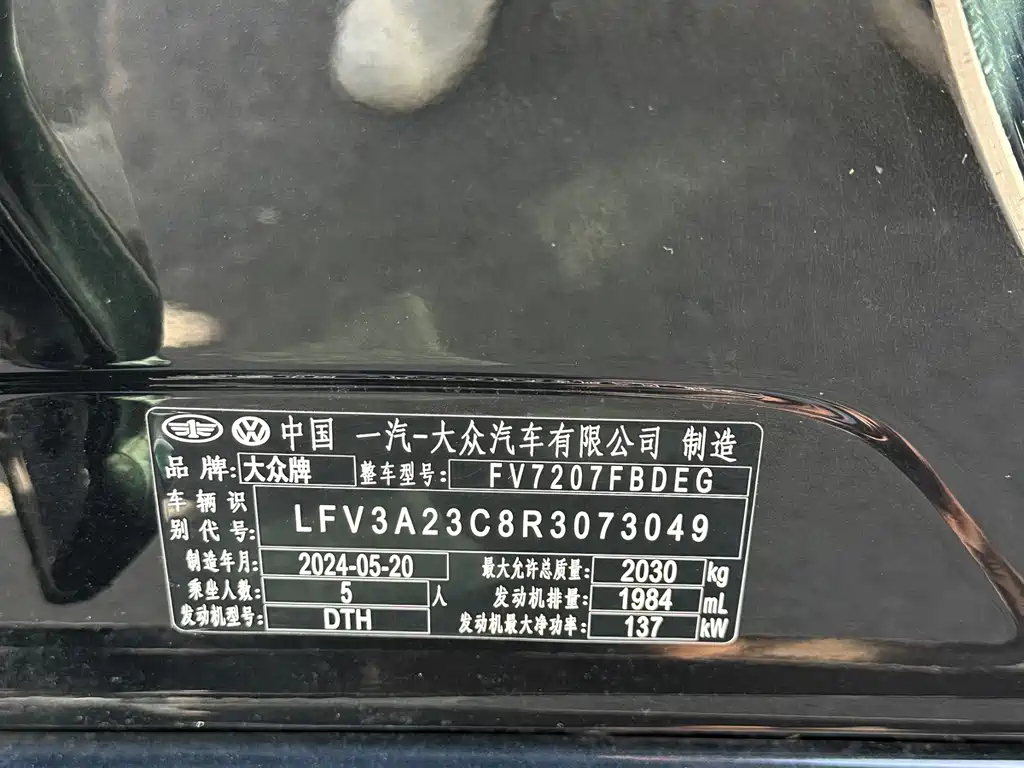 中国 一汽-大众汽车有限公司 制造
品牌: 大众牌 整车型号: FV7207FBDEG
车辆识别代号: LFV3A23C8R3073049
制造年月: 2024-05-20 最大允许总质量: 2030 kg
乘坐人数: 5 人 发动机排量: 1984 mL
发动机型号: DTH 发动机最大净功率: 137 kW